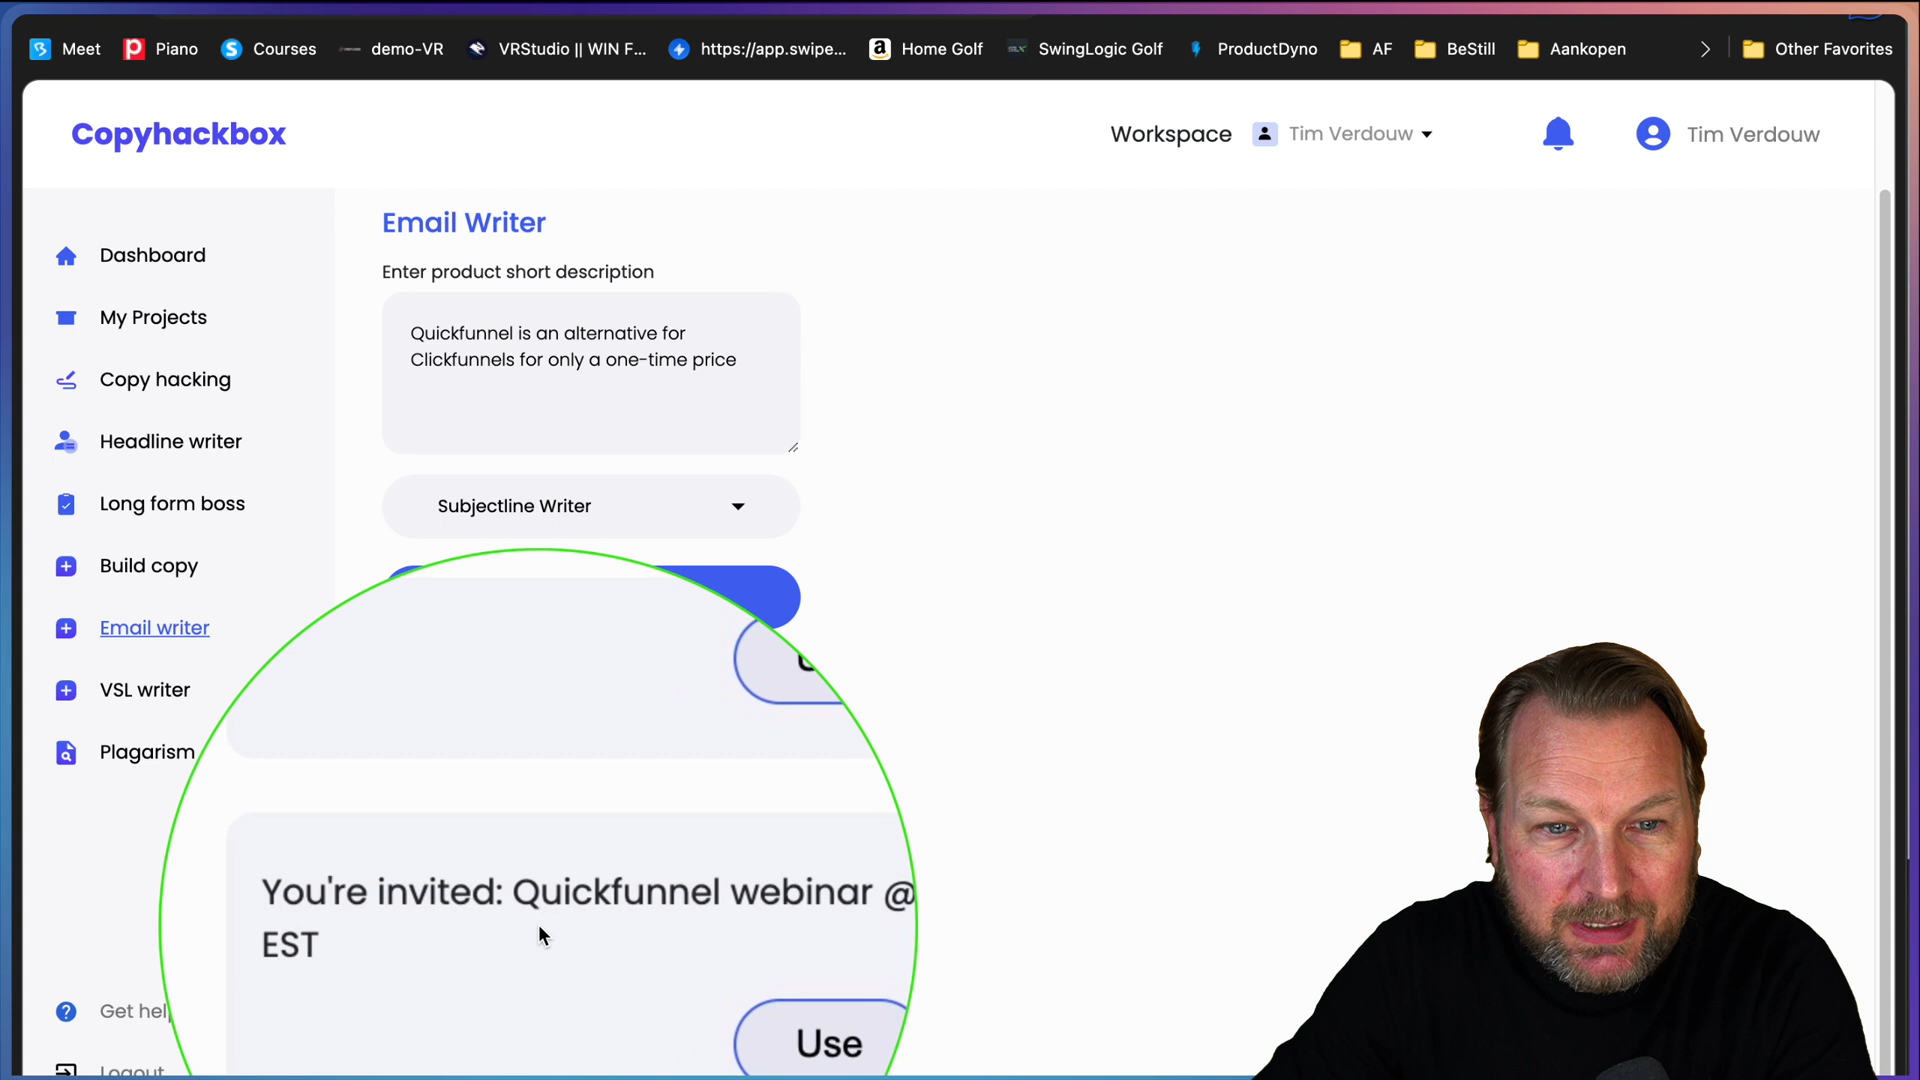 Meet
Piano
Courses
demo-VR
VRStudio || WIN F...
https://app.swipe...
Home Golf
SwingLogic Golf
ProductDyno
AF
BeStill
Aankopen
Other Favorites
Copyhackbox
Workspace
Tim Verdouw
Tim Verdouw
Dashboard
My Projects
Copy hacking
Headline writer
Long form boss
Build copy
Email writer
VSL writer
Plagarism
Get hel
Logout
Email Writer
Enter product short description
Quickfunnel is an alternative for
Clickfunnels for only a one-time price
Subjectline Writer
You're invited: Quickfunnel webinar @
EST
Use